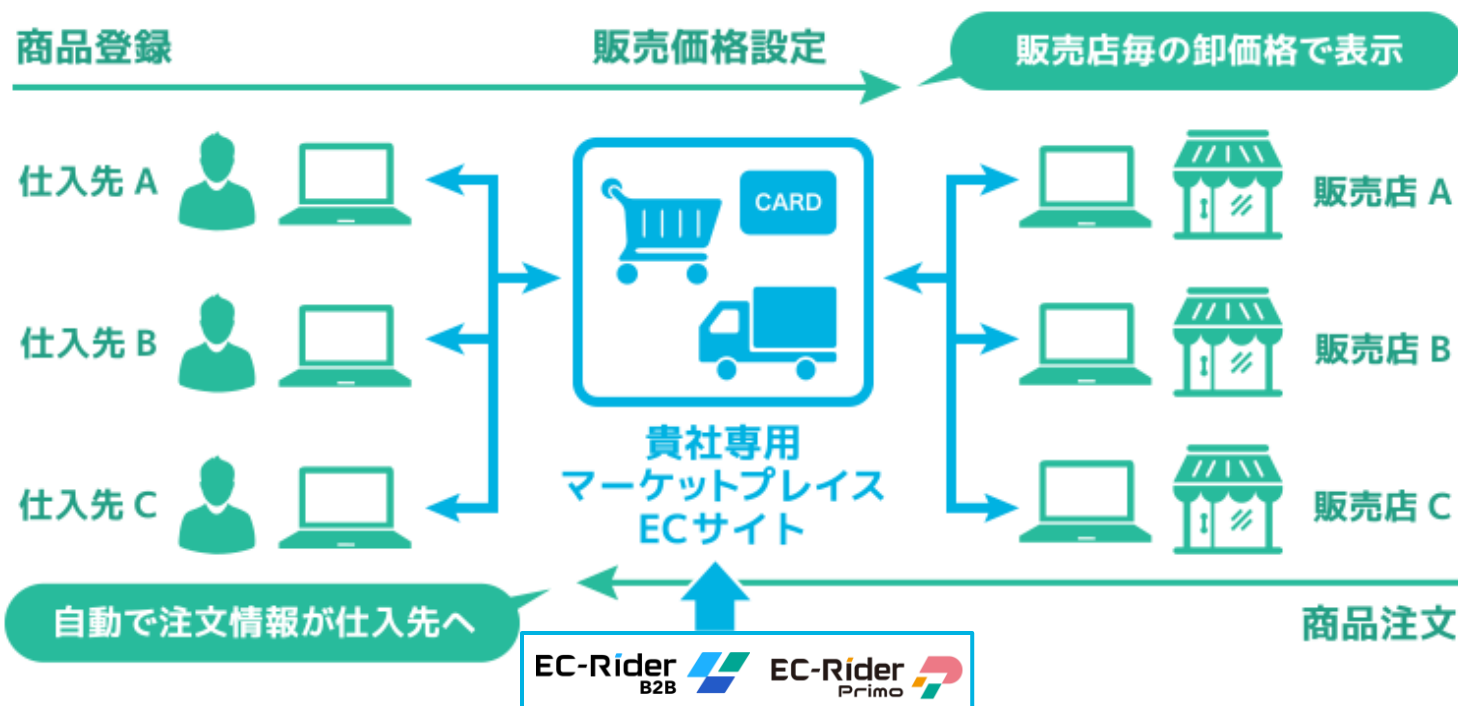 商品登録
販売価格設定
販売店毎の卸価格で表示
仕入先 A
CARD
販売店 A
仕入先 B
販売店 B
貴社専用
マーケットプレイス
ECサイト
仕入先 C
販売店 C
自動で注文情報が仕入先へ
商品注文
EC-Rider
B2B
EC-Rider
Primo